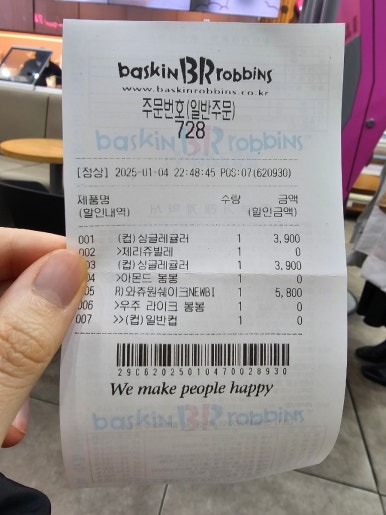 baskin BR robbins
www.baskinrobbins.co.kr
주문번호(일반주문)
728
[정상] 2025-01-04 22:48:45 POS:07(620930)
제품명 수량 금액
(할인내역) (할인금액)
001 (컵)싱글레귤러 1 3,900
002 >체리쥬빌레 1 0
03 (컵)싱글레귤러 1 3,900
04 >아몬드 봉봉 1 0
05 R)와츄원쉐이크NEWBI 1 5,800
006 >우주 라이크 봉봉 1 0
007 >>(컵)일반컵 1 0
29C620250104700728930
We make people happy
baskin BR robbins